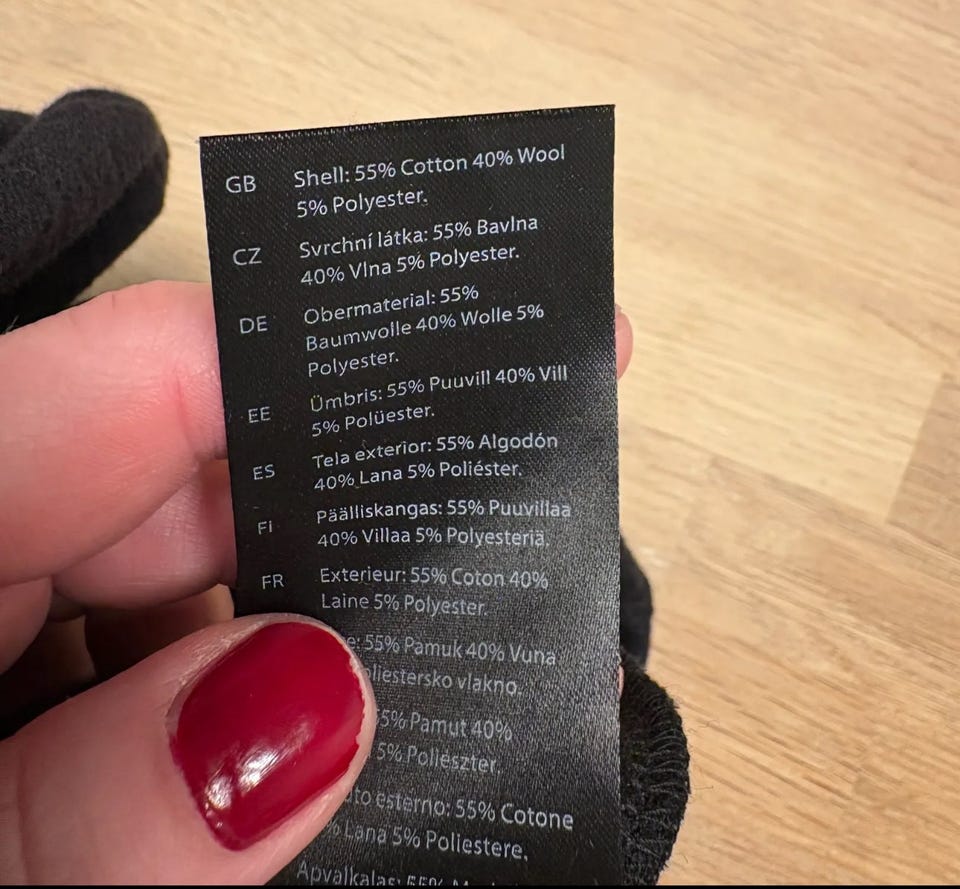 GB Shell: 55% Cotton 40% Wool
5% Polyester.
CZ Svrchní látka: 55% Bavlna
40% Vlna 5% Polyester.
DE Obermaterial: 55%
Baumwolle 40% Wolle 5%
Polyester.
EE Ümbris: 55% Puuvill 40% Vill
5% Polüester.
ES Tela exterior: 55% Algodón
40% Lana 5% Poliéster.
FI Päälliskangas: 55% Puuvillaa
40% Villaa 5% Polyesteriä.
FR Exterieur: 55% Coton 40%
Laine 5% Polyester.
55% Pamuk 40% Vuna
vlakno.
Pamut 40%
5% Poliészter.
esterno: 55% Cotone
Lana 5% Poliestere.
Apvalkalas: 55%